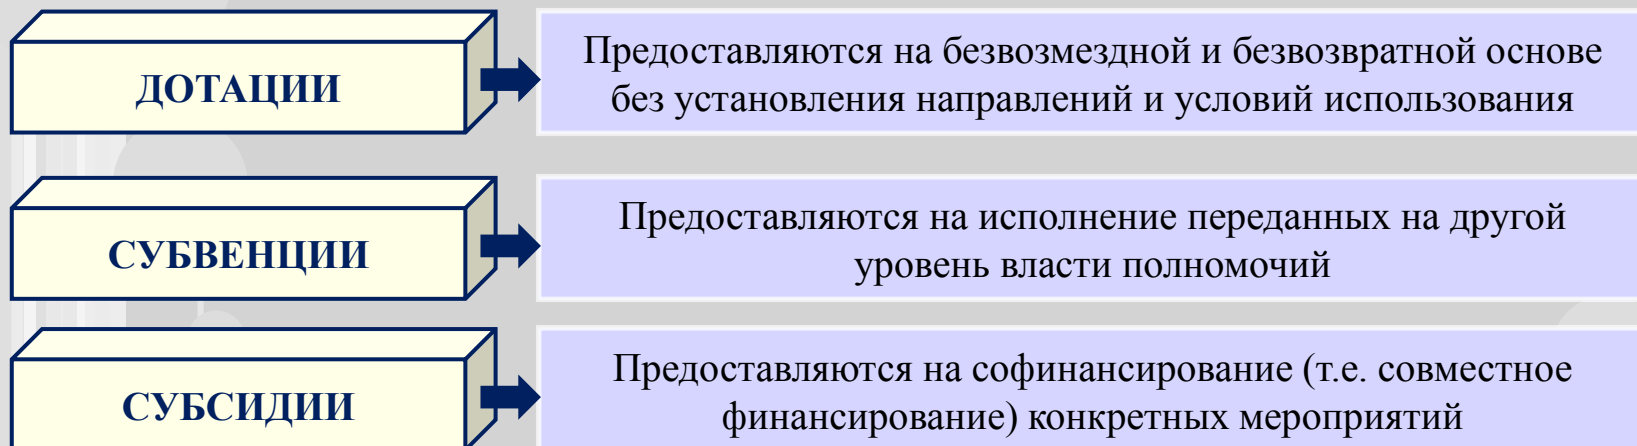 ДОТАЦИИ
Предоставляются на безвозмездной и безвозвратной основе
без установления направлений и условий использования
СУБВЕНЦИИ
Предоставляются на исполнение переданных на другой
уровень власти полномочий
СУБСИДИИ
Предоставляются на софинансирование (т.е. совместное
финансирование) конкретных мероприятий